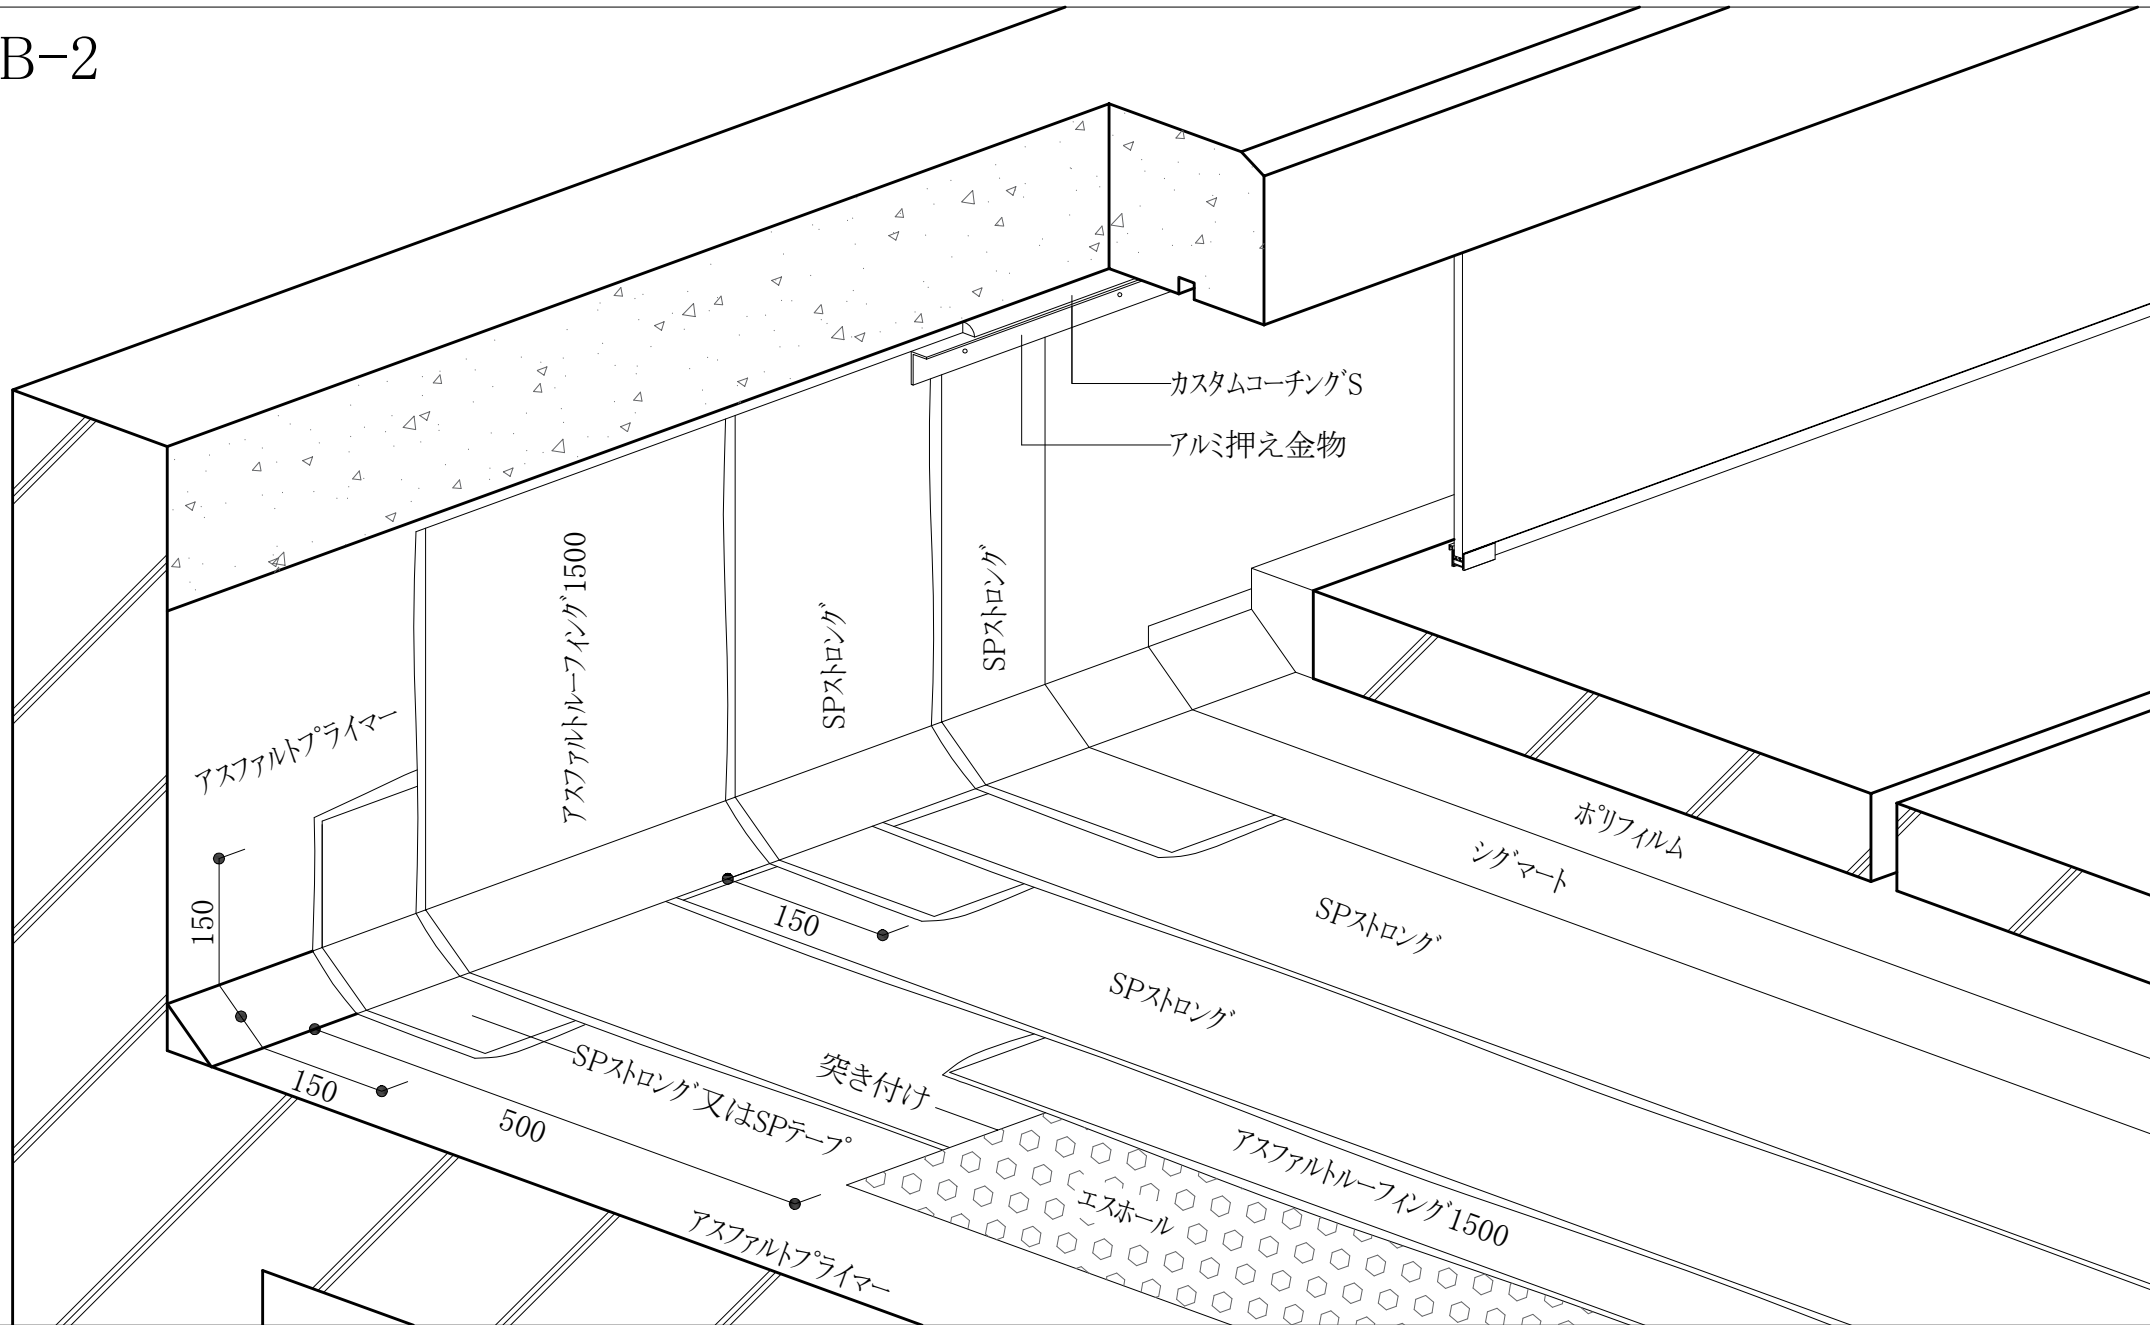 B-2
カスタムコーチングS
アルミ押え金物
アスファルトルーフィング1500
SPストロング
SPストロング
アスファルトプライマー
150
150
ポリフィルム
シグマート
SPストロング
SPストロング
突き付け
SPストロング又はSPテープ
150
500
アスファルトルーフィング1500
エスホール
アスファルトプライマー